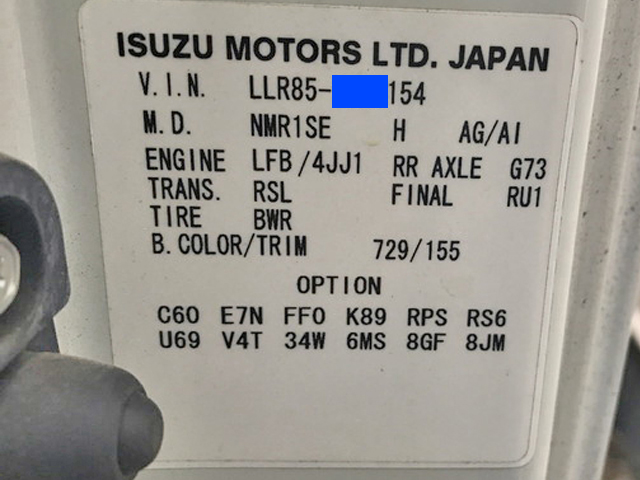 ISUZU MOTORS LTD. JAPAN
V.I.N. LLR85- 154
M.D. NMR1SE H AG/AI
ENGINE LFB/4JJ1 RR AXLE G73
TRANS. RSL FINAL RU1
TIRE BWR
B.COLOR/TRIM 729/155
OPTION
C60 E7N FF0 K89 RPS RS6
U69 V4T 34W 6MS 8GF 8JM